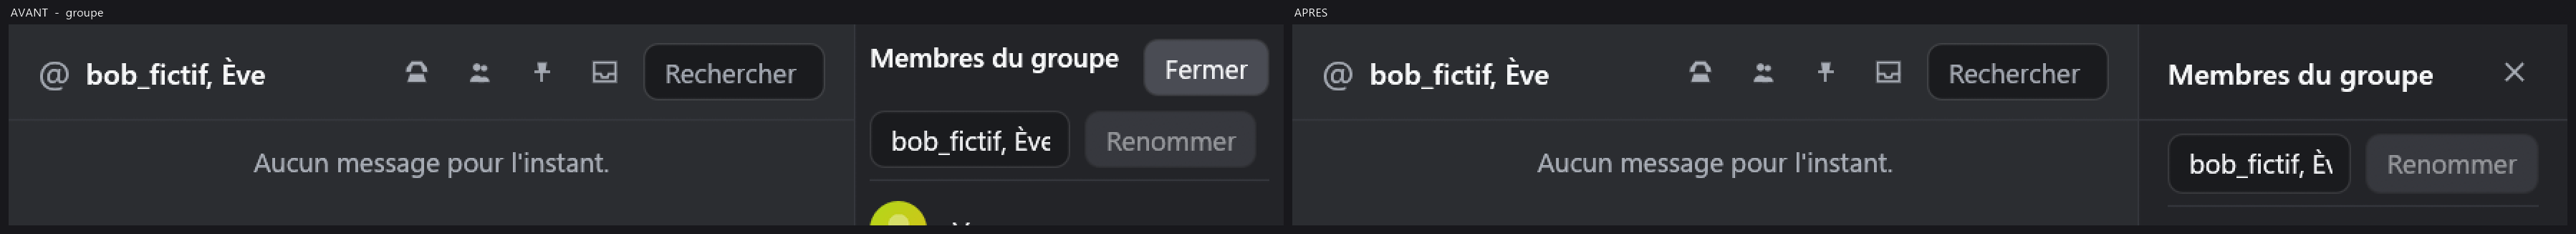 AVANT - groupe
@ bob_fictif, Ève
Rechercher
Aucun message pour l'instant.
Membres du groupe
Fermer
bob_fictif, Ève
Renommer
APRES
@ bob_fictif, Ève
Rechercher
Aucun message pour l'instant.
Membres du groupe
bob_fictif, Èv
Renommer